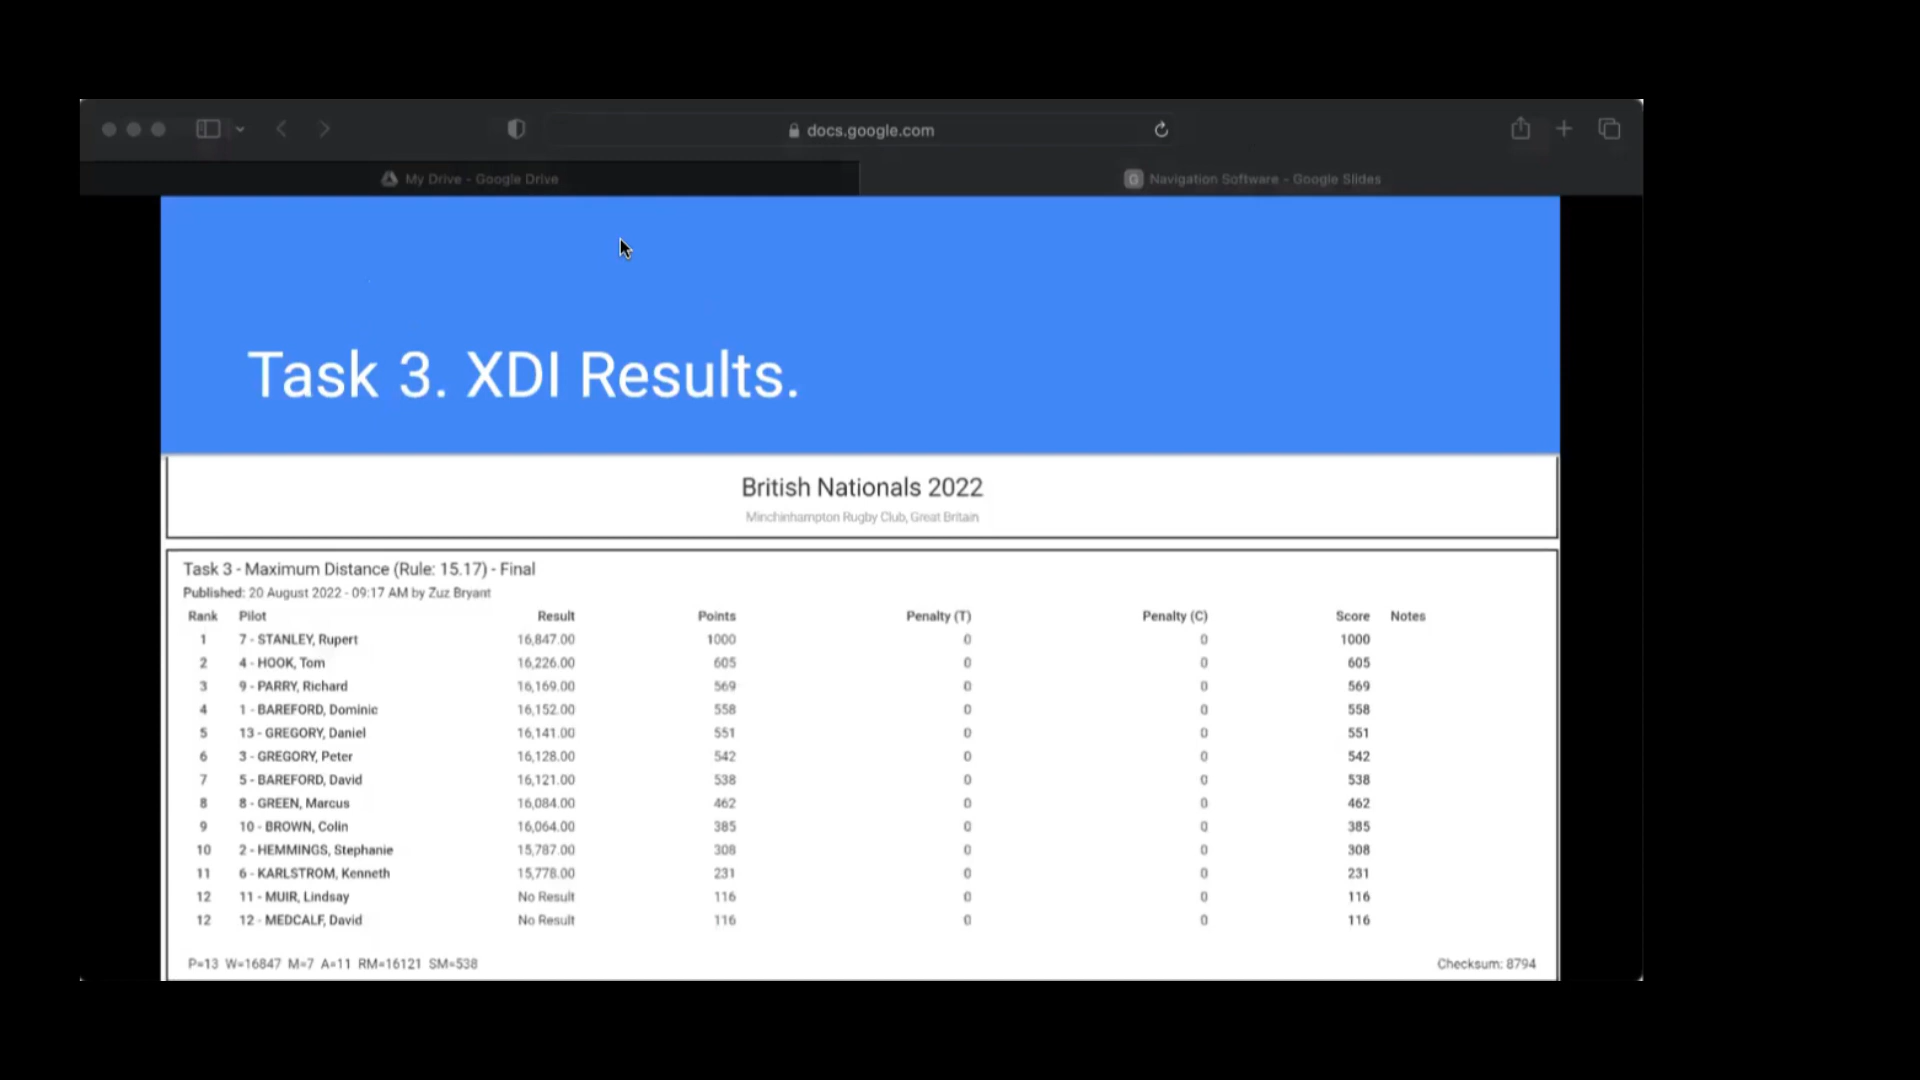 docs.google.com
My Drive - Google Drive
G Navigation Software - Google Slides
Task 3. XDI Results.
British Nationals 2022
Minchinhampton Rugby Club, Great Britain
Task 3 - Maximum Distance (Rule: 15.17) - Final
Published: 20 August 2022 - 09:17 AM by Zuz Bryant
Rank Pilot Result Points Penalty (T) Penalty (C) Score Notes
1 7 - STANLEY, Rupert 16,847.00 1000 0 0 1000
2 4 - HOOK, Tom 16,226.00 605 0 0 605
3 9 - PARRY, Richard 16,169.00 569 0 0 569
4 1 - BAREFORD, Dominic 16,152.00 558 0 0 558
5 13 - GREGORY, Daniel 16,141.00 551 0 0 551
6 3 - GREGORY, Peter 16,128.00 542 0 0 542
7 5 - BAREFORD, David 16,121.00 538 0 0 538
8 8 - GREEN, Marcus 16,084.00 462 0 0 462
9 10 - BROWN, Colin 16,064.00 385 0 0 385
10 2 - HEMMINGS, Stephanie 15,787.00 308 0 0 308
11 6 - KARLSTROM, Kenneth 15,778.00 231 0 0 231
12 11 - MUIR, Lindsay No Result 116 0 0 116
12 12 - MEDCALF, David No Result 116 0 0 116
P=13 W=16847 M=7 A=11 RM=16121 SM=538 Checksum: 8794